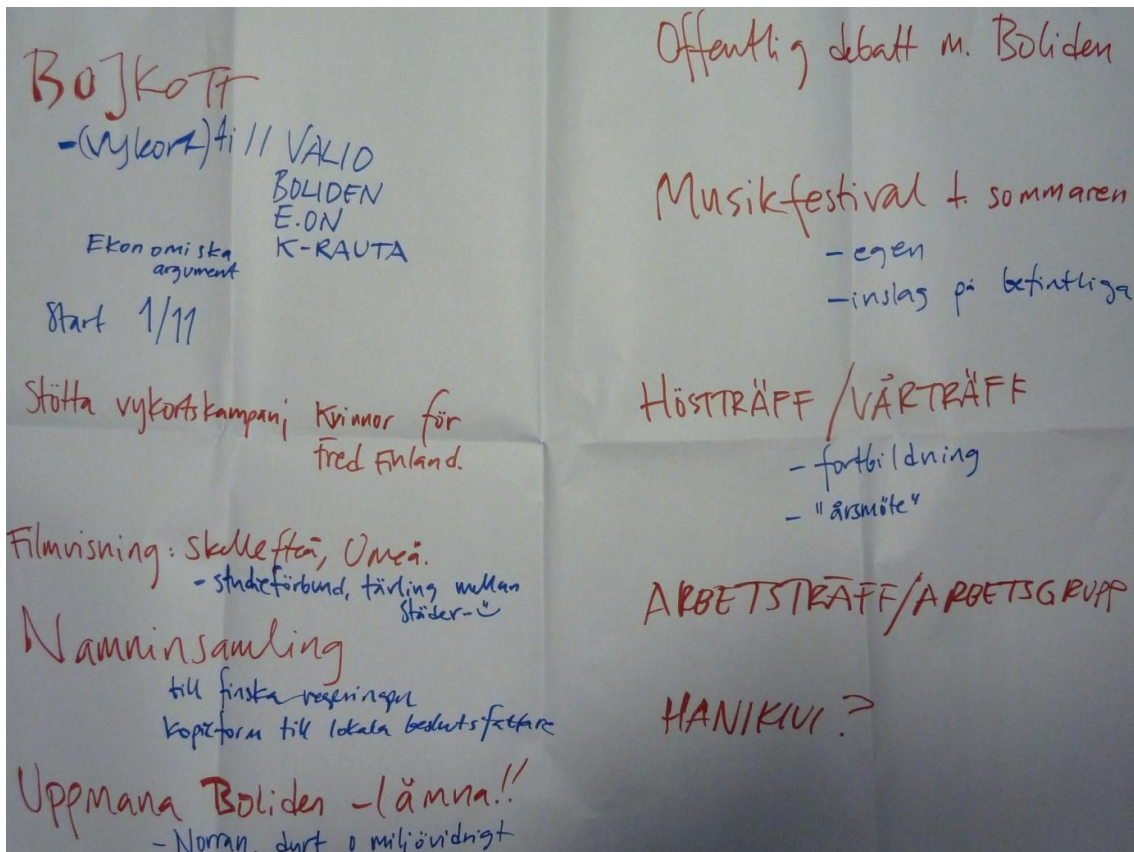 BOJKOTT
-(vykort) till VALIO
BOLIDEN
E.ON
K-RAUTA
Ekonomiska
argument
Start 1/11
Stötta vykortskampanj Kvinnor för
fred Finland.
Filmvisning: Skellefteå, Umeå.
- studieförbund, tävling mellan
städer...
Namninsamling
till finska regeringen
kopieform till lokala beslutsfattare
Uppmana Boliden - lämna!!
- Norran, dyrt o miljövidrigt
Offentlig debatt m. Boliden
Musikfestival t. sommaren
- egen
- inslag på befintliga
HÖSTTRÄFF / VÅRTRÄFF
- fortbildning
- "årsmöte"
ARBETSTRÄFF/ARBETSGRUPP
HANIKIVI?